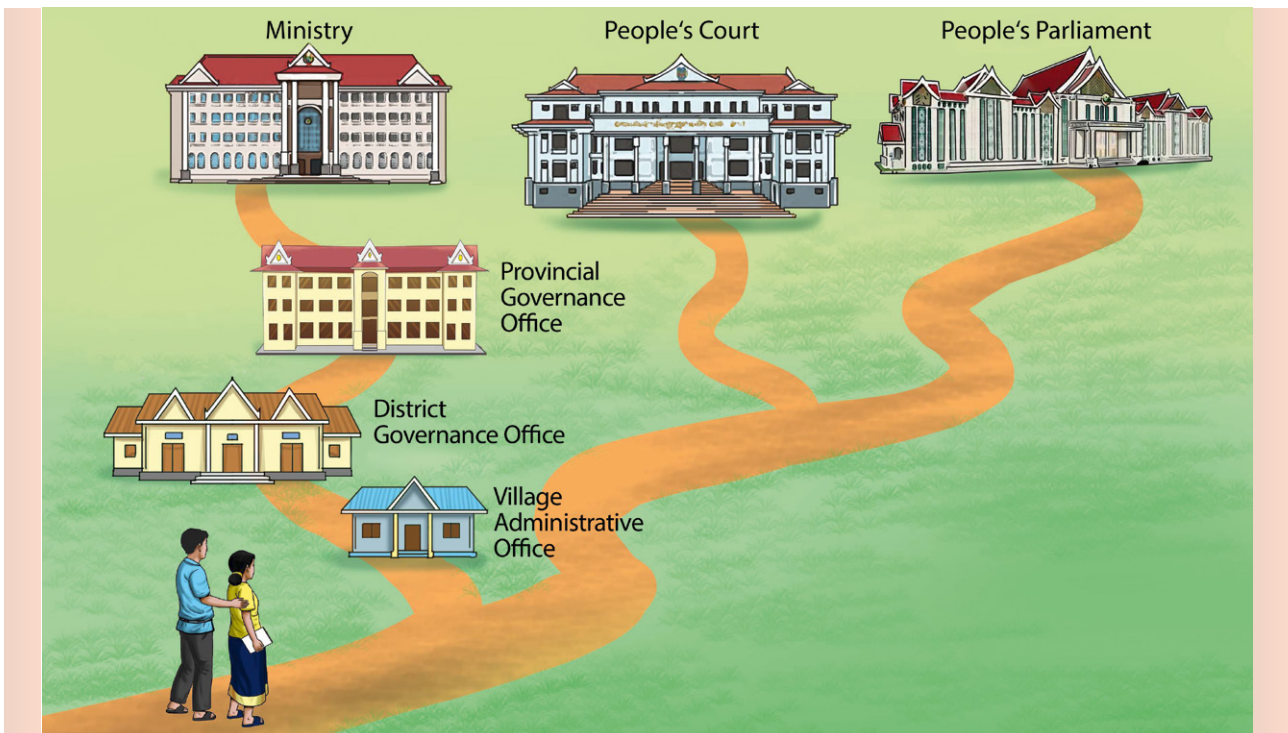 Ministry
People‘s Court
People‘s Parliament
Provincial
Governance
Office
District
Governance Office
Village
Administrative
Office